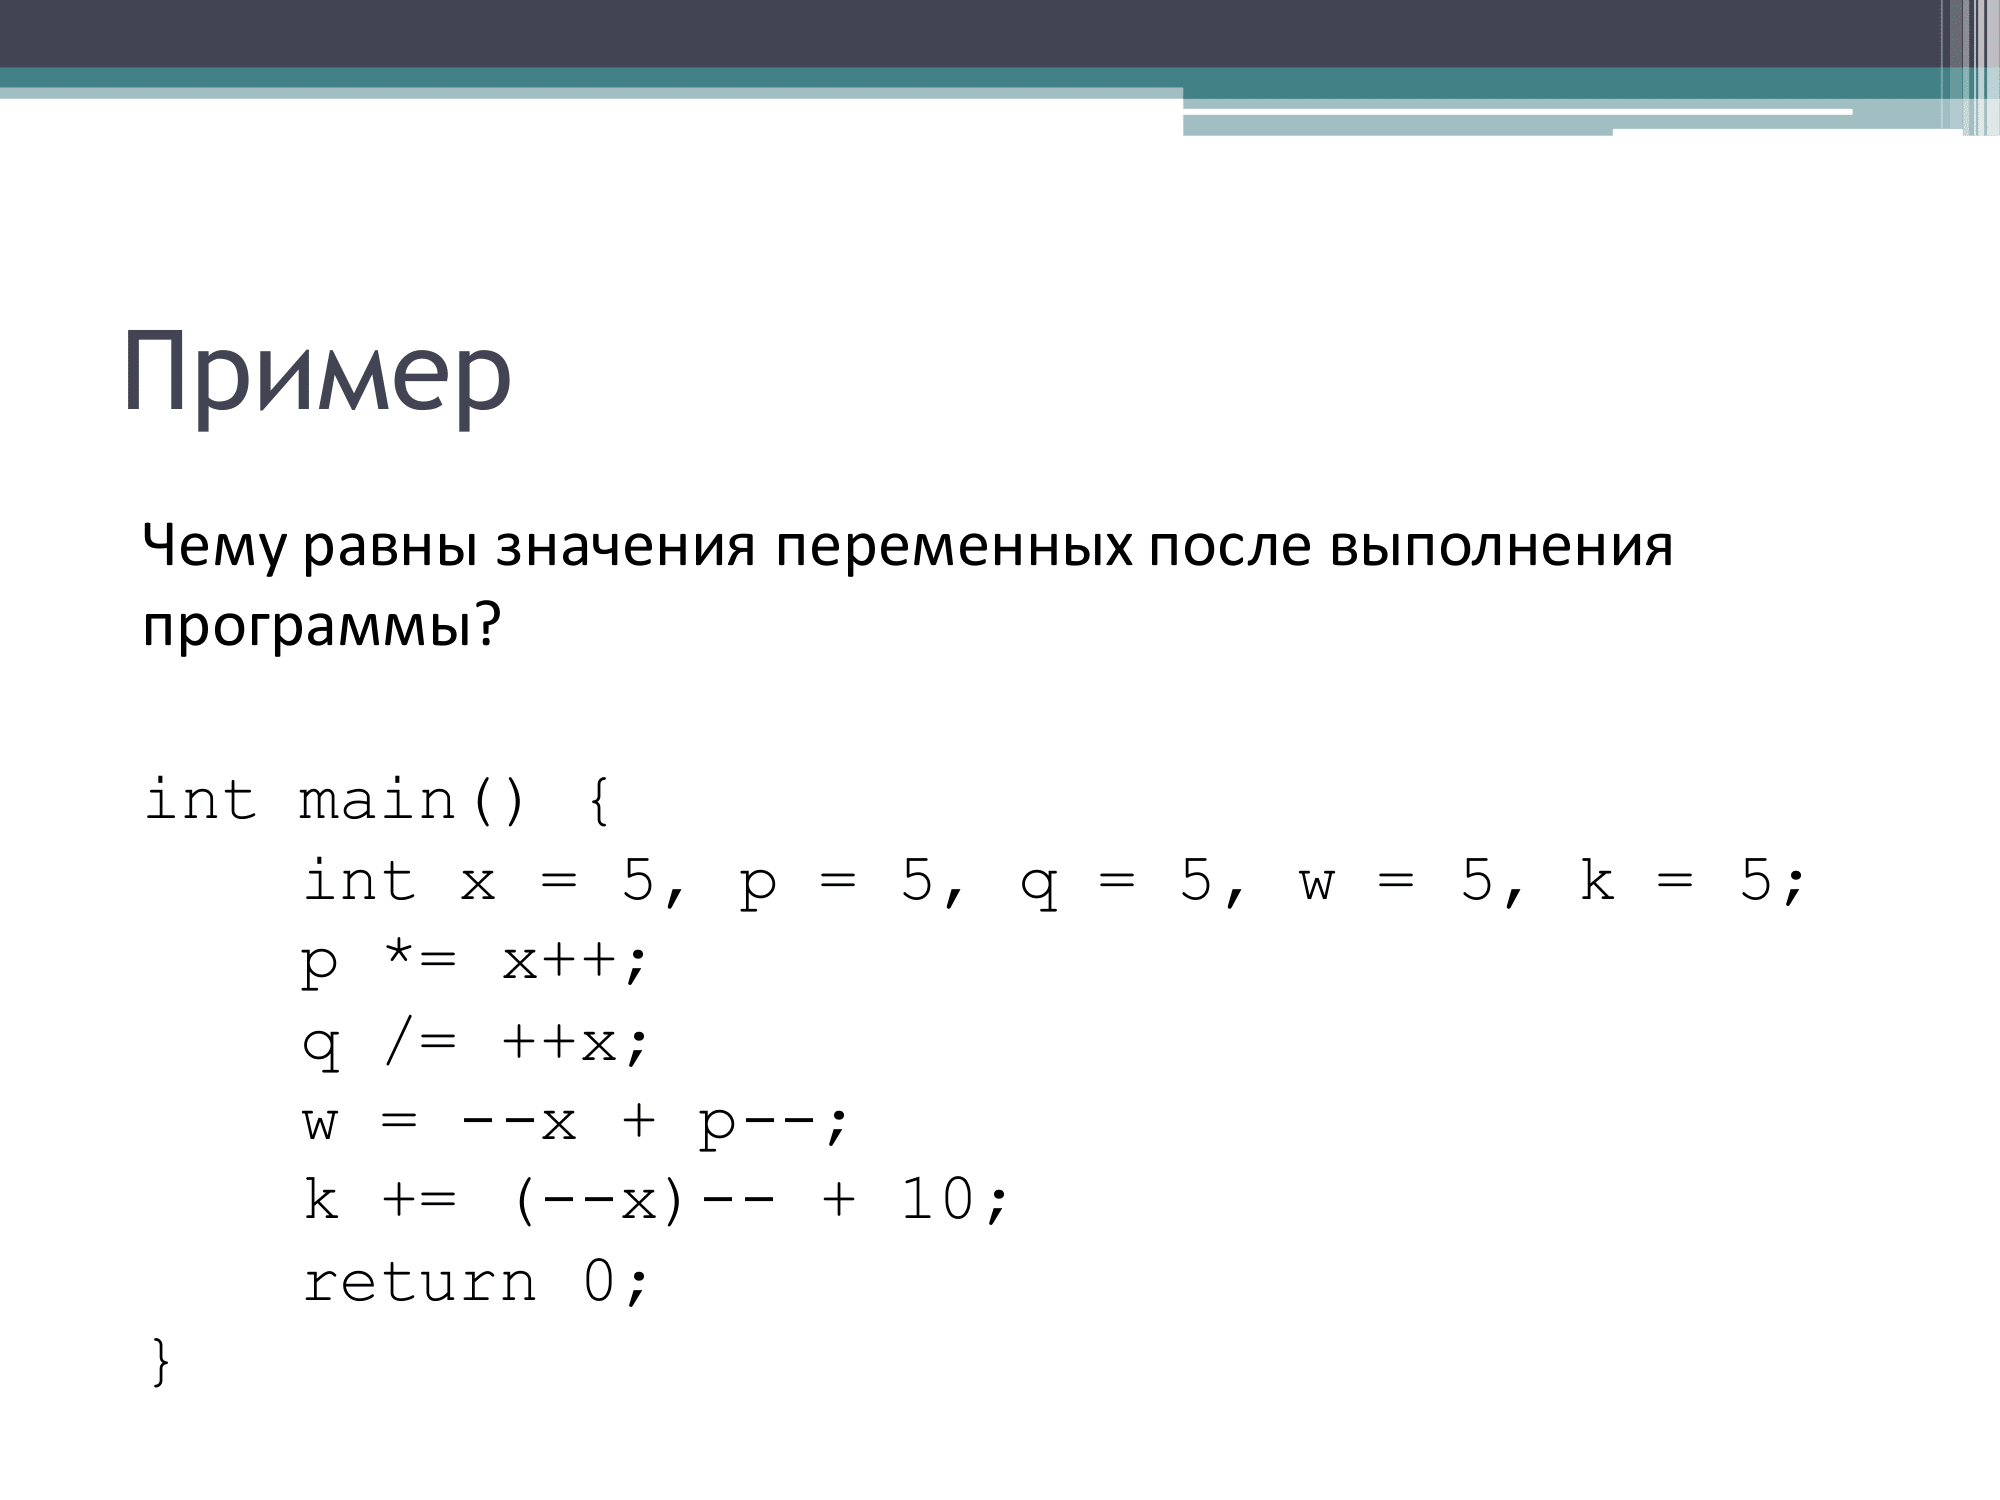 Пример
Чему равны значения переменных после выполнения
программы?
int main() {
    int x = 5, p = 5, q = 5, w = 5, k = 5;
    p *= x++;
    q /= ++x;
    w = --x + p--;
    k += (--x)-- + 10;
    return 0;
}